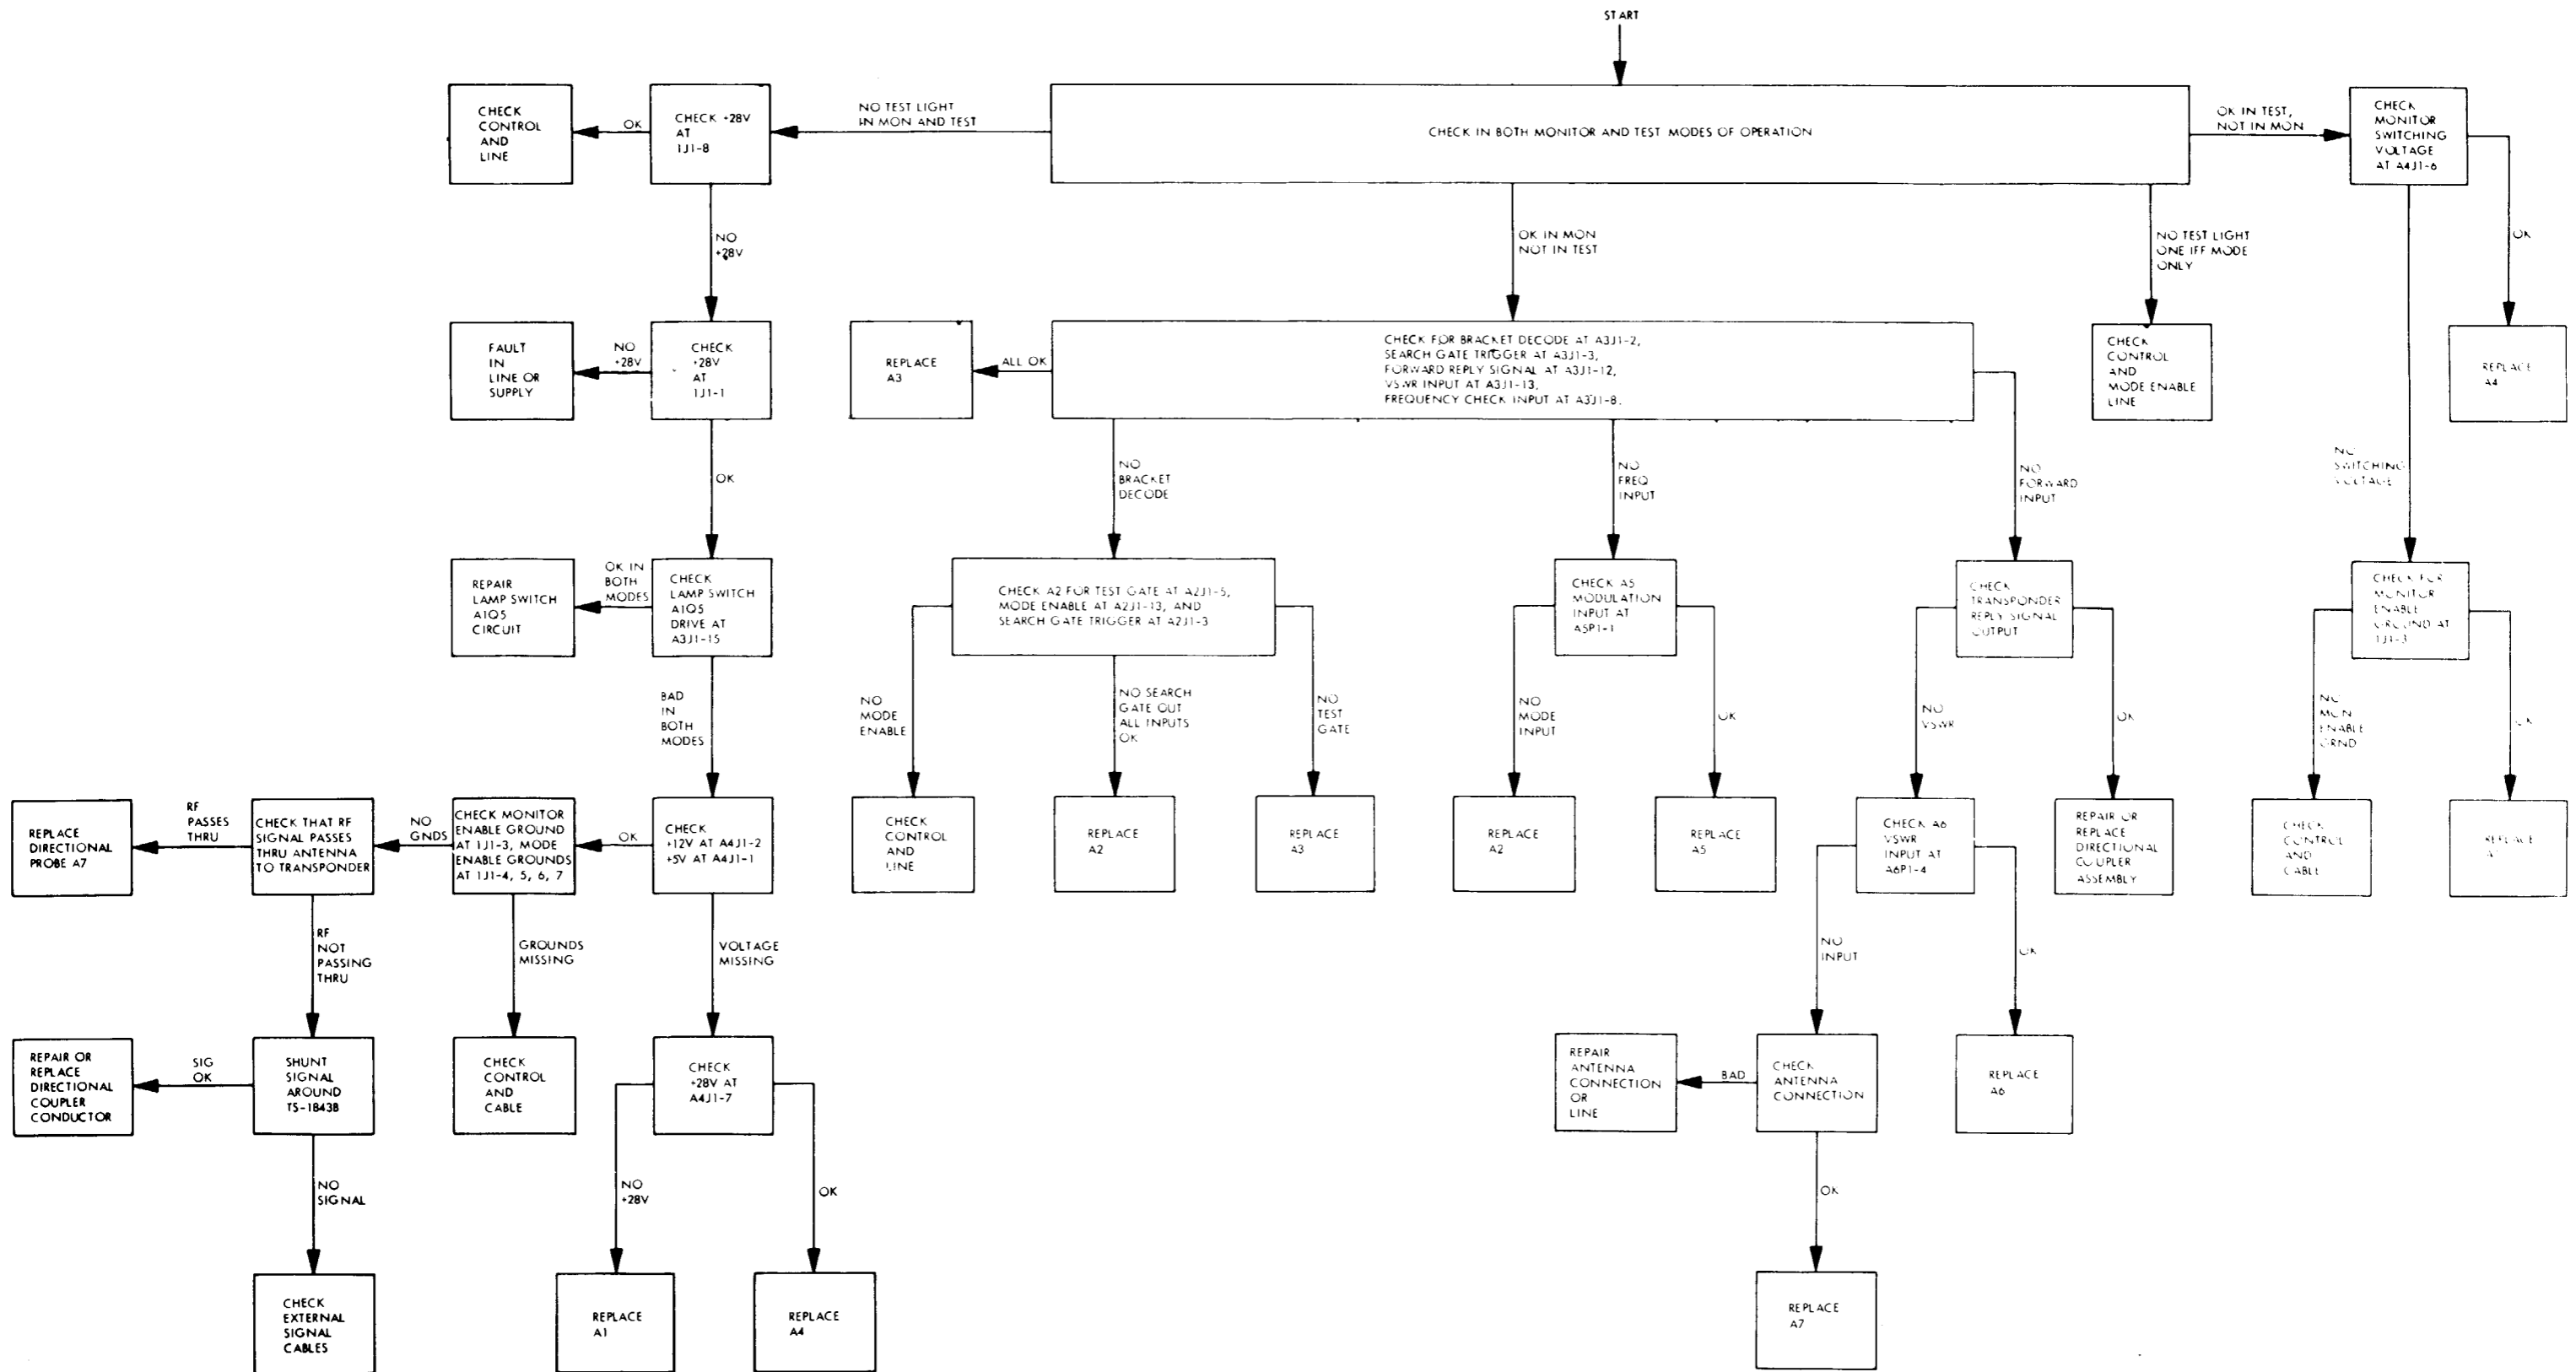 START
CHECK
CONTROL
AND
LINE
OK
CHECK +28V
AT
1J1-8
NO TEST LIGHT
IN MON AND TEST
CHECK IN BOTH MONITOR AND TEST MODES OF OPERATION
OK IN TEST,
NOT IN MON
CHECK
MONITOR
SWITCHING
VOLTAGE
AT A4J1-6
NO
+28V
OK IN MON
NOT IN TEST
NO TEST LIGHT
ONE IFF MODE
ONLY
OK
FAULT
IN
LINE OR
SUPPLY
NO
+28V
CHECK
+28V
AT
1J1-1
REPLACE
A3
ALL OK
CHECK FOR BRACKET DECODE AT A3J1-2,
SEARCH GATE TRIGGER AT A3J1-3,
FORWARD REPLY SIGNAL AT A3J1-12,
VSWR INPUT AT A3J1-13,
FREQUENCY CHECK INPUT AT A3J1-8.
CHECK
CONTROL
AND
MODE ENABLE
LINE
REPLACE
A4
OK
NO
BRACKET
DECODE
NO
FREQ
INPUT
NO
FORWARD
INPUT
NO
SWITCHING
VOLTAGE
REPAIR
LAMP SWITCH
A1Q5
CIRCUIT
OK IN
BOTH
MODES
CHECK
LAMP SWITCH
A1Q5
DRIVE AT
A3J1-15
CHECK A2 FOR TEST GATE AT A2J1-5,
MODE ENABLE AT A2J1-13, AND
SEARCH GATE TRIGGER AT A2J1-3
CHECK A5
MODULATION
INPUT AT
A5P1-1
CHECK
TRANSPONDER
REPLY SIGNAL
OUTPUT
CHECK FOR
MONITOR
ENABLE
GROUND AT
1J1-3
BAD
IN
BOTH
MODES
NO
MODE
ENABLE
NO SEARCH
GATE OUT
ALL INPUTS
OK
NO
TEST
GATE
NO
MODE
INPUT
OK
NO
VSWR
OK
NO
MON
ENABLE
GRND
OK
REPLACE
DIRECTIONAL
PROBE A7
RF
PASSES
THRU
CHECK THAT RF
SIGNAL PASSES
THRU ANTENNA
TO TRANSPONDER
NO
GNDS
CHECK MONITOR
ENABLE GROUND
AT 1J1-3, MODE
ENABLE GROUNDS
AT 1J1-4, 5, 6, 7
OK
CHECK
+12V AT A4J1-2
+5V AT A4J1-1
CHECK
CONTROL
AND
LINE
REPLACE
A2
REPLACE
A3
REPLACE
A2
REPLACE
A5
CHECK A6
VSWR
INPUT AT
A6P1-4
REPAIR OR
REPLACE
DIRECTIONAL
COUPLER
ASSEMBLY
CHECK
CONTROL
AND
CABLE
REPLACE
RF
NOT
PASSING
THRU
GROUNDS
MISSING
VOLTAGE
MISSING
NO
INPUT
OK
REPAIR OR
REPLACE
DIRECTIONAL
COUPLER
CONDUCTOR
SIG
OK
SHUNT
SIGNAL
AROUND
TS-1843B
CHECK
CONTROL
AND
CABLE
CHECK
+28V AT
A4J1-7
REPAIR
ANTENNA
CONNECTION
OR
LINE
BAD
CHECK
ANTENNA
CONNECTION
REPLACE
A6
NO
SIGNAL
NO
+28V
OK
OK
CHECK
EXTERNAL
SIGNAL
CABLES
REPLACE
A1
REPLACE
A4
REPLACE
A7